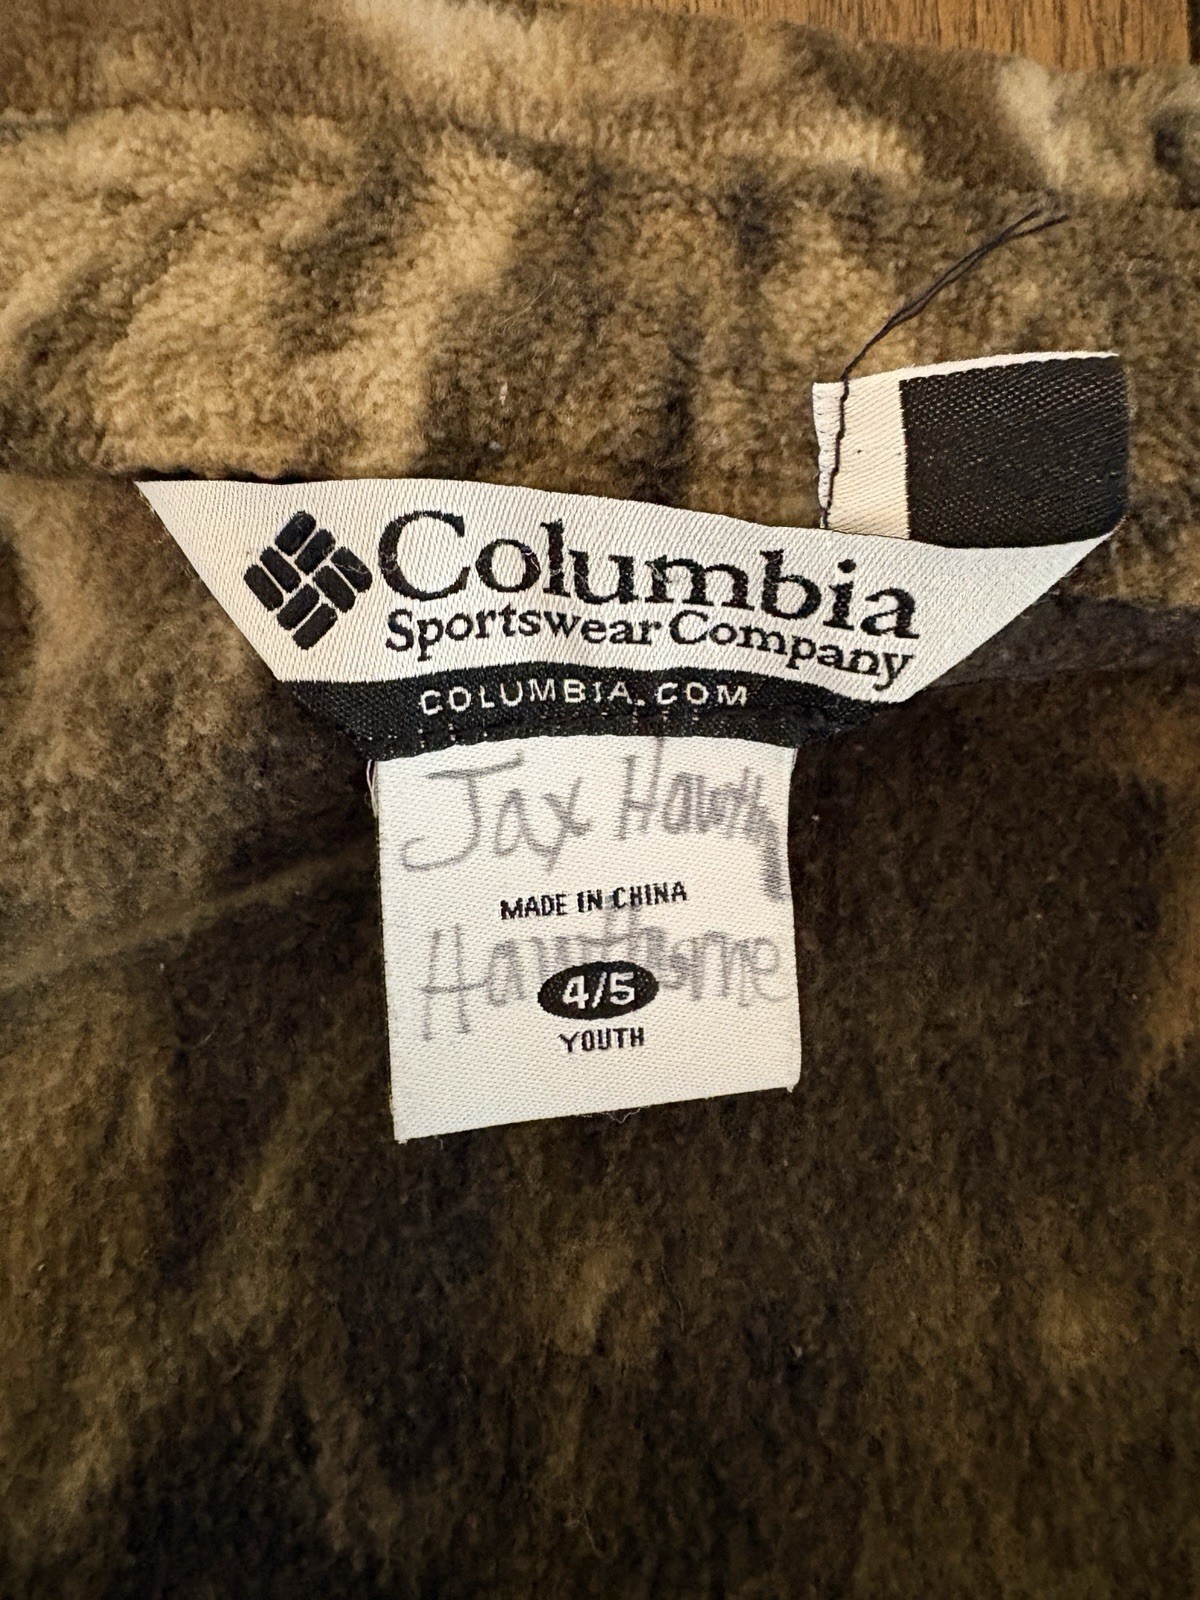 Columbia
Sportswear Company
COLUMBIA.COM
Jax Hawth
MADE IN CHINA
Hawthorne
4/5
YOUTH